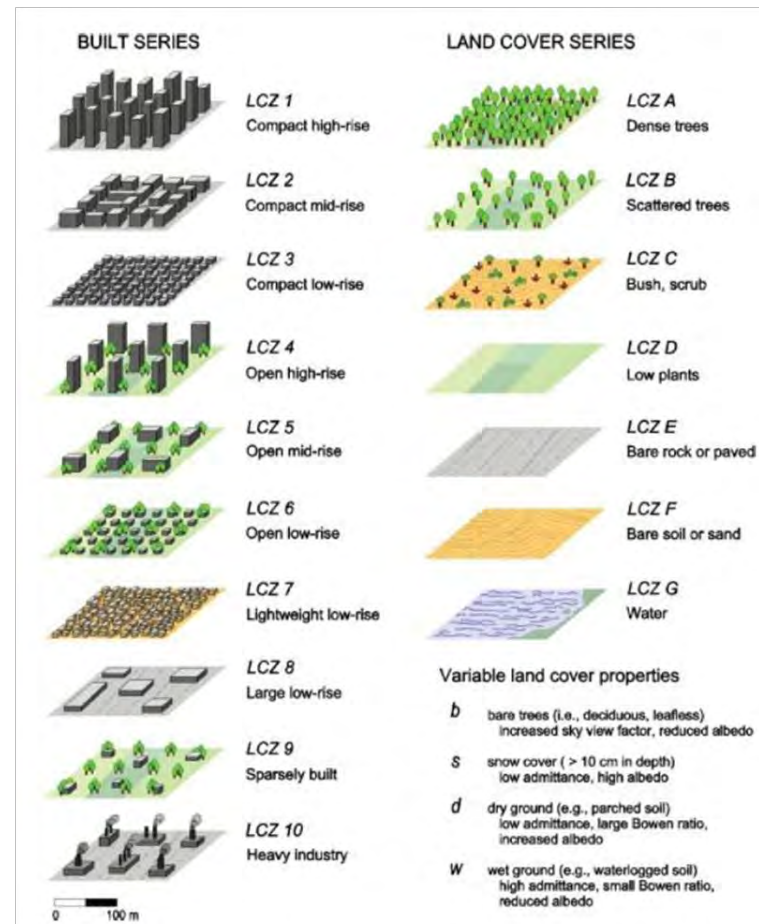 BUILT SERIES
LCZ 1
Compact high-rise
LCZ 2
Compact mid-rise
LCZ 3
Compact low-rise
LCZ 4
Open high-rise
LCZ 5
Open mid-rise
LCZ 6
Open low-rise
LCZ 7
Lightweight low-rise
LCZ 8
Large low-rise
LCZ 9
Sparsely built
LCZ 10
Heavy industry
0 100 m
LAND COVER SERIES
LCZ A
Dense trees
LCZ B
Scattered trees
LCZ C
Bush, scrub
LCZ D
Low plants
LCZ E
Bare rock or paved
LCZ F
Bare soil or sand
LCZ G
Water
Variable land cover properties
b bare trees (i.e., deciduous, leafless)
increased sky view factor, reduced albedo
s snow cover ( > 10 cm in depth)
low admittance, high albedo
d dry ground (e.g., parched soil)
low admittance, large Bowen ratio,
increased albedo
w wet ground (e.g., waterlogged soil)
high admittance, small Bowen ratio,
reduced albedo